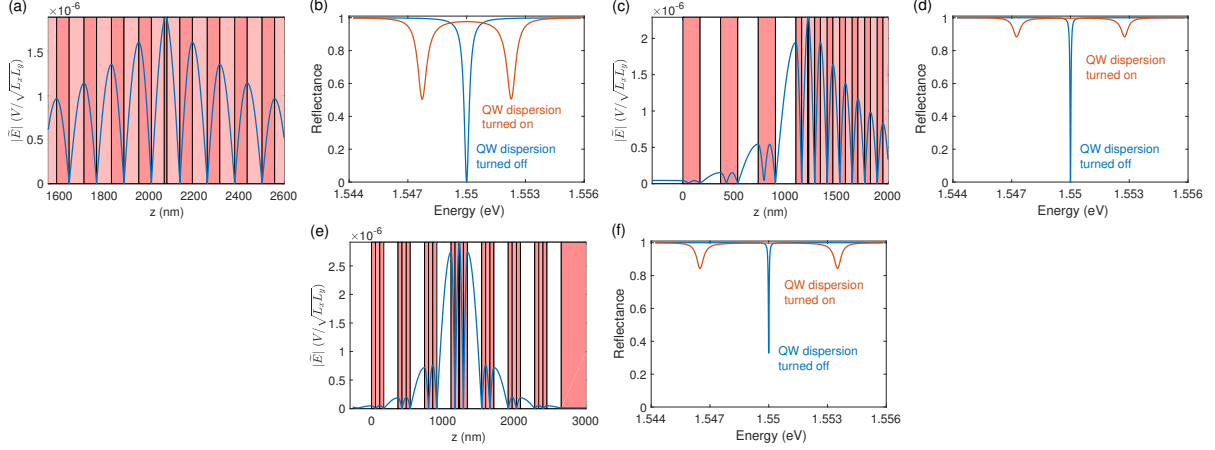 (a)
×10⁻⁶
1.5
1
0.5
0
|Ẽ| (V/√LxLy)
1600 1800 2000 2200 2400 2600
z (nm)
(b)
1
0.8
0.6
0.4
0.2
0
Reflectance
QW dispersion
turned on
QW dispersion
turned off
1.544 1.547 1.55 1.553 1.556
Energy (eV)
(c)
×10⁻⁶
2
1.5
1
0.5
0
|Ẽ| (V/√LxLy)
0 500 1000 1500 2000
z (nm)
(d)
1
0.8
0.6
0.4
0.2
0
Reflectance
QW dispersion
turned on
QW dispersion
turned off
1.544 1.547 1.55 1.553 1.556
Energy (eV)
(e)
×10⁻⁶
2.5
2
1.5
1
0.5
0
|Ẽ| (V/√LxLy)
0 1000 2000 3000
z (nm)
(f)
1
0.8
0.6
0.4
0.2
0
Reflectance
QW dispersion
turned on
QW dispersion
turned off
1.544 1.547 1.55 1.553 1.556
Energy (eV)